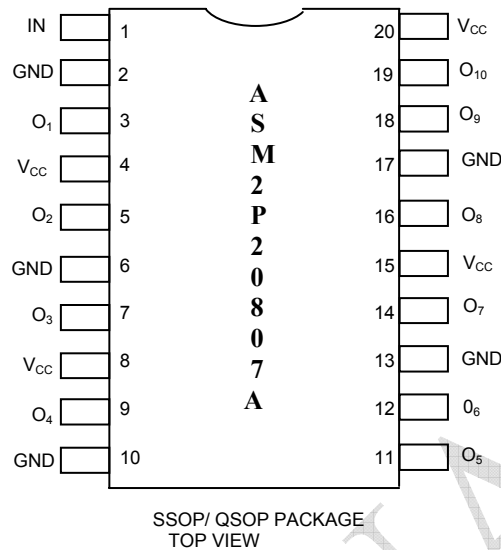 IN 1 20 VCC
GND 2 19 O10
O1 3 18 O9
VCC 4 17 GND
O2 5 16 O8
GND 6 15 VCC
O3 7 14 O7
VCC 8 13 GND
O4 9 12 06
GND 10 11 O5
A
S
M
2
P
2
0
8
0
7
A
SSOP/ QSOP PACKAGE
TOP VIEW